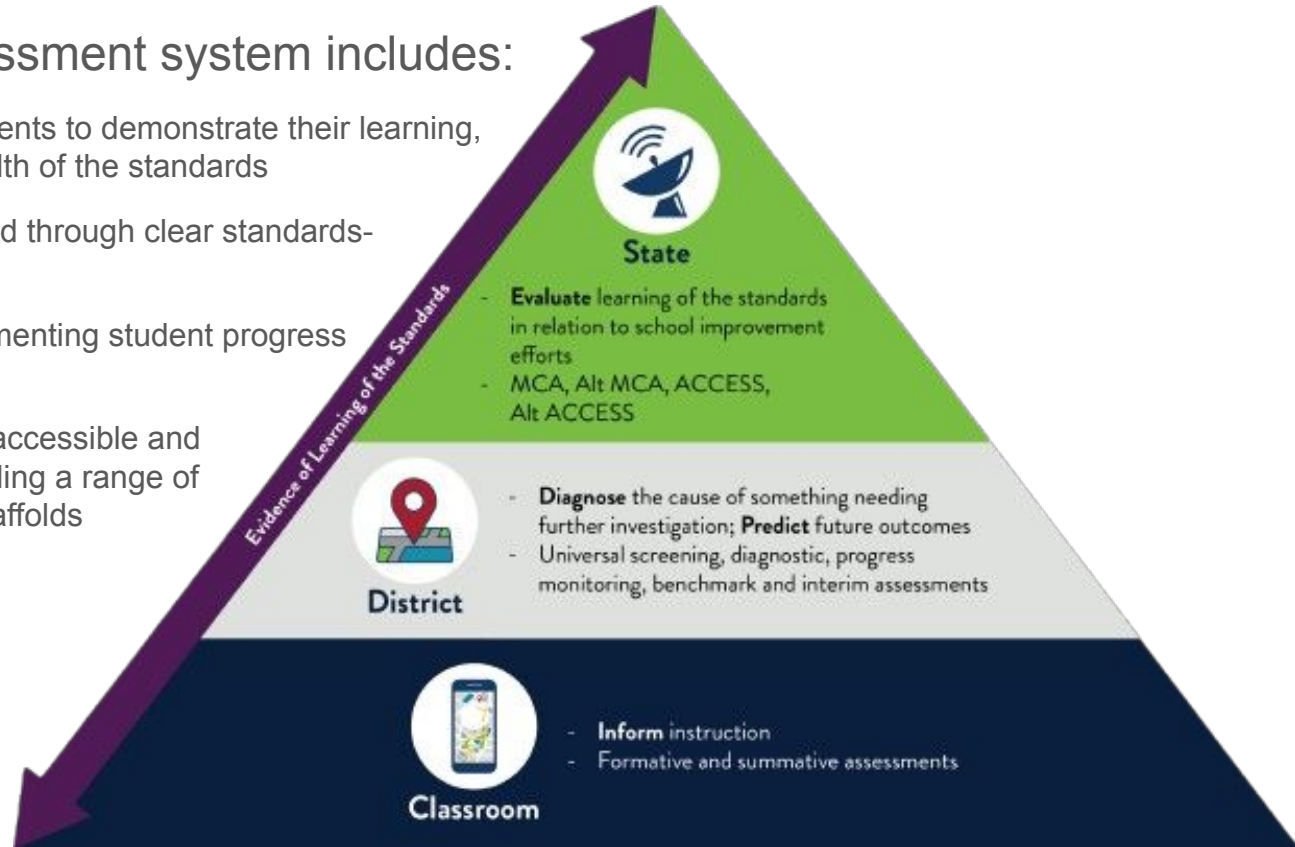 ssment system includes:
ents to demonstrate their learning,
dth of the standards
d through clear standards-
menting student progress
accessible and
ding a range of
affolds
Evidence of Learning of the Standards
State
- Evaluate learning of the standards
in relation to school improvement
efforts
- MCA, Alt MCA, ACCESS,
Alt ACCESS
District
- Diagnose the cause of something needing
further investigation; Predict future outcomes
- Universal screening, diagnostic, progress
monitoring, benchmark and interim assessments
Classroom
- Inform instruction
- Formative and summative assessments